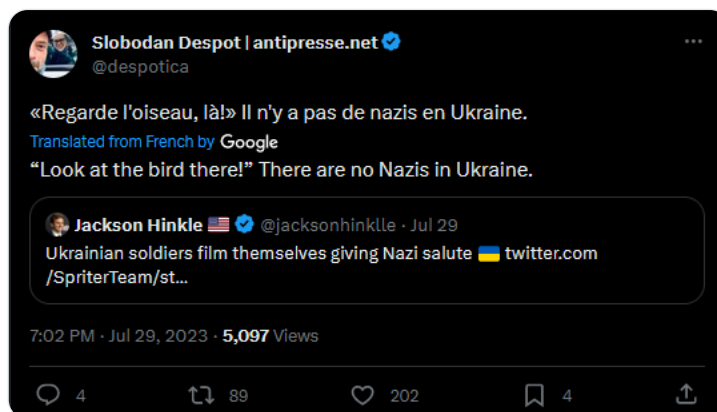 Slobodan Despot | antipresse.net
@despotica
«Regarde l'oiseau, là!» Il n'y a pas de nazis en Ukraine.
Translated from French by Google
“Look at the bird there!” There are no Nazis in Ukraine.
Jackson Hinkle 🇺🇸 @jacksonhinklle · Jul 29
Ukrainian soldiers film themselves giving Nazi salute 🇺🇦 twitter.com
/SpriterTeam/st...
7:02 PM · Jul 29, 2023 · 5,097 Views
4 89 202 4